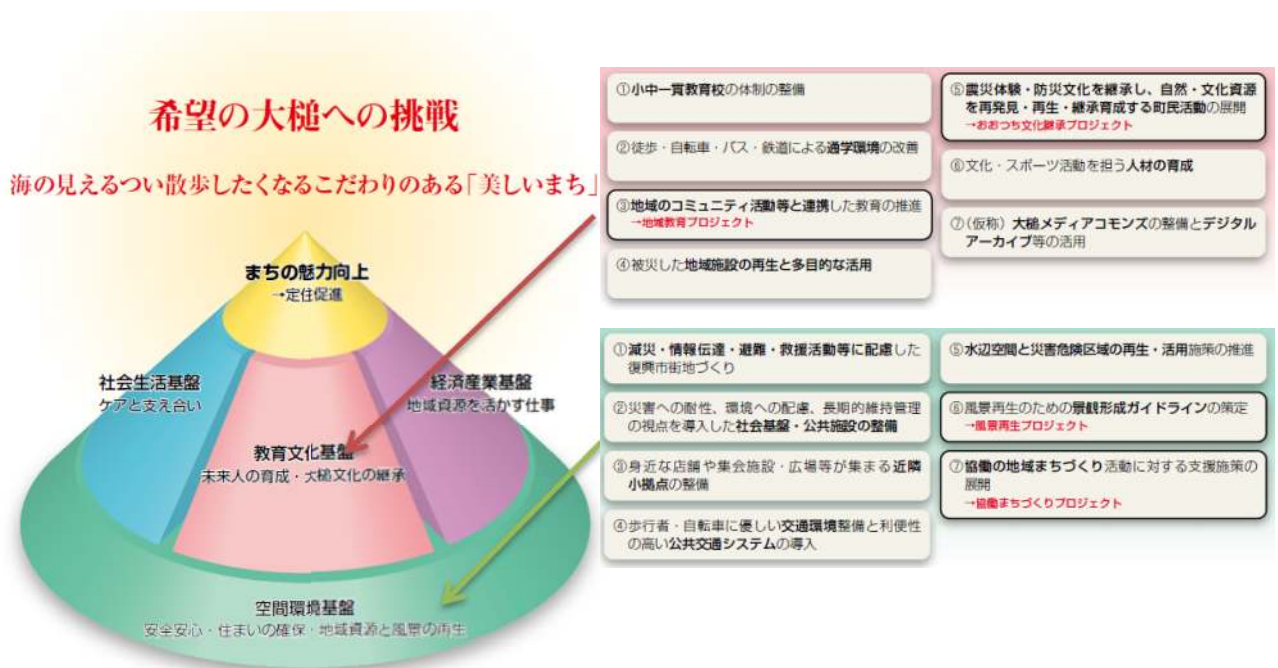 希望の大槌への挑戦
海の見えるつい散歩したくなるこだわりのある「美しいまち」
まちの魅力向上
→定住促進
社会生活基盤
ケアと支え合い
経済産業基盤
地域資源を活かす仕事
教育文化基盤
未来人の育成・大槌文化の継承
空間環境基盤
安全安心・住まいの確保・地域資源と風景の再生
①小中一貫教育校の体制の整備
②徒歩・自転車・バス・鉄道による通学環境の改善
③地域のコミュニティ活動等と連携した教育の推進
→地域教育プロジェクト
④被災した地域施設の再生と多目的な活用
⑤震災体験・防災文化を継承し、自然・文化資源
を再発見・再生・継承育成する町民活動の展開
→おおつち文化継承プロジェクト
⑥文化・スポーツ活動を担う人材の育成
⑦(仮称)大槌メディアコモンズの整備とデジタル
アーカイブ等の活用
①減災・情報伝達・避難・救援活動等に配慮した
復興市街地づくり
②災害への耐性、環境への配慮、長期的維持管理
の視点を導入した社会基盤・公共施設の整備
③身近な店舗や集会施設・広場等が集まる近隣
小拠点の整備
④歩行者・自転車に優しい交通環境整備と利便性
の高い公共交通システムの導入
⑤水辺空間と災害危険区域の再生・活用施策の推進
⑥風景再生のための景観形成ガイドラインの策定
→風景再生プロジェクト
⑦協働の地域まちづくり活動に対する支援施策の
展開
→協働まちづくりプロジェクト